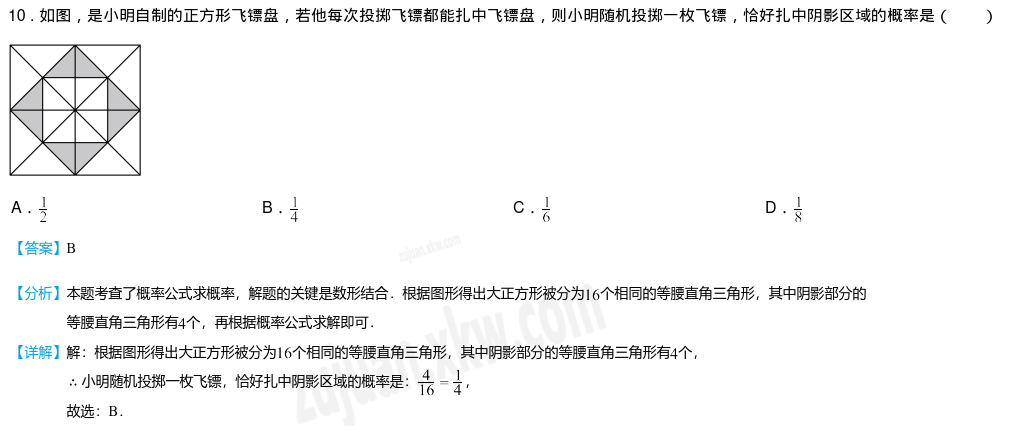 10．如图，是小明自制的正方形飞镖盘，若他每次投掷飞镖都能扎中飞镖盘，则小明随机投掷一枚飞镖，恰好扎中阴影区域的概率是（　　）
A．1/2 B．1/4 C．1/6 D．1/8
【答案】B
zujuan.xkw.com
【分析】本题考查了概率公式求概率，解题的关键是数形结合．根据图形得出大正方形被分为16个相同的等腰直角三角形，其中阴影部分的
等腰直角三角形有4个，再根据概率公式求解即可．
【详解】解：根据图形得出大正方形被分为16个相同的等腰直角三角形，其中阴影部分的等腰直角三角形有4个，
∴小明随机投掷一枚飞镖，恰好扎中阴影区域的概率是：4/16＝1/4，
故选：B．
zujuan.xkw.com